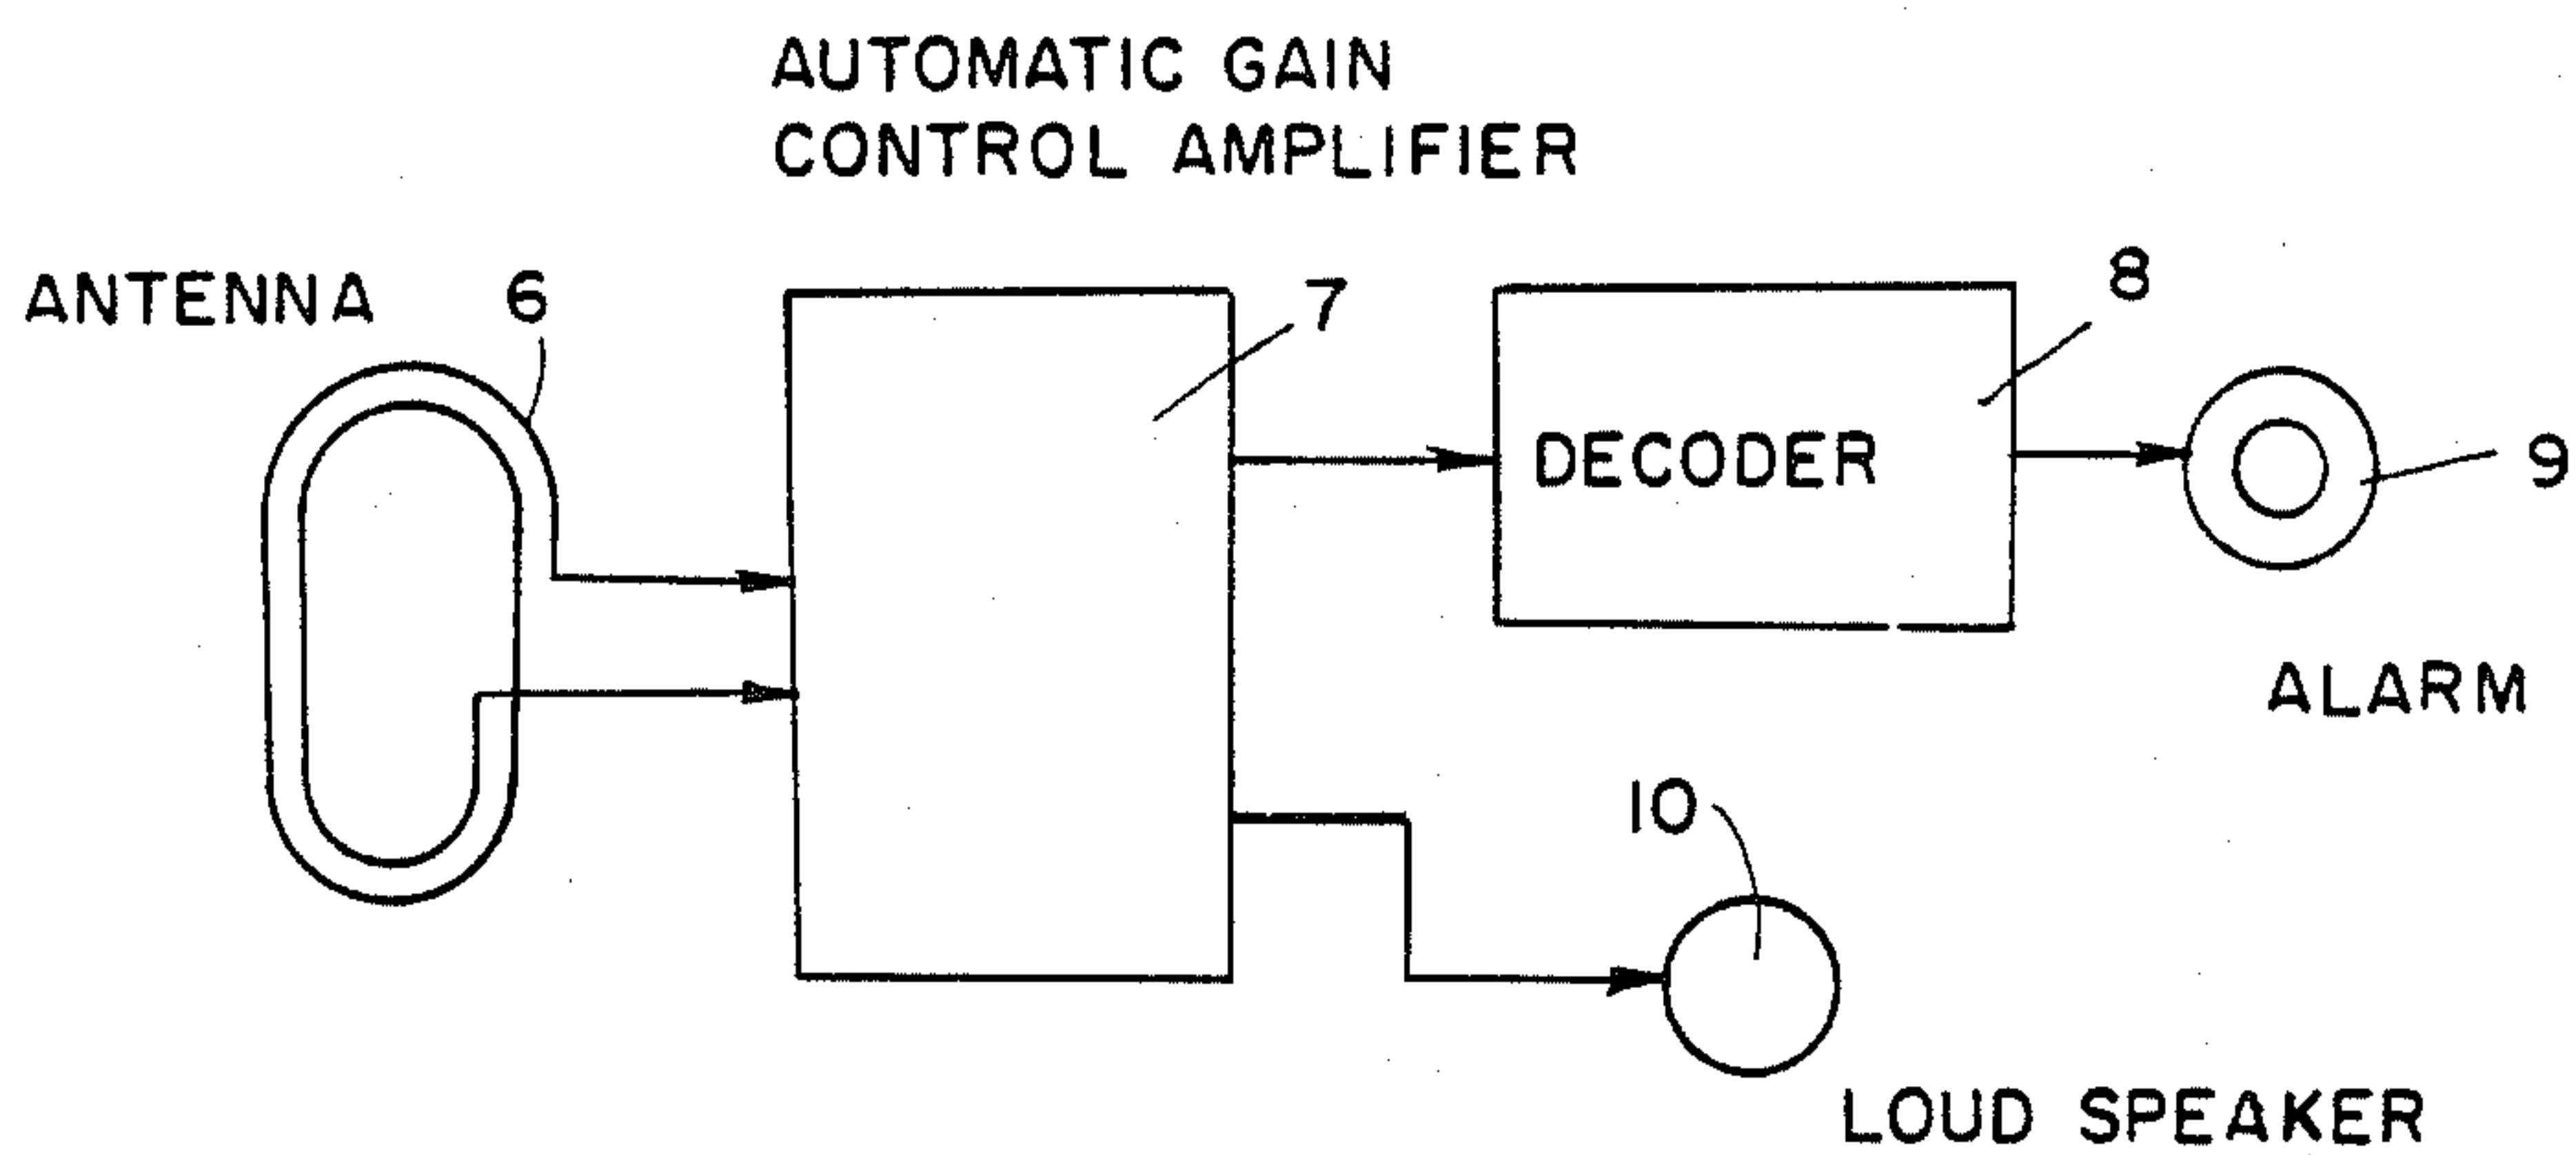 AUTOMATIC GAIN
CONTROL AMPLIFIER
ANTENNA 6
7
8
DECODER
9
ALARM
10
LOUD SPEAKER